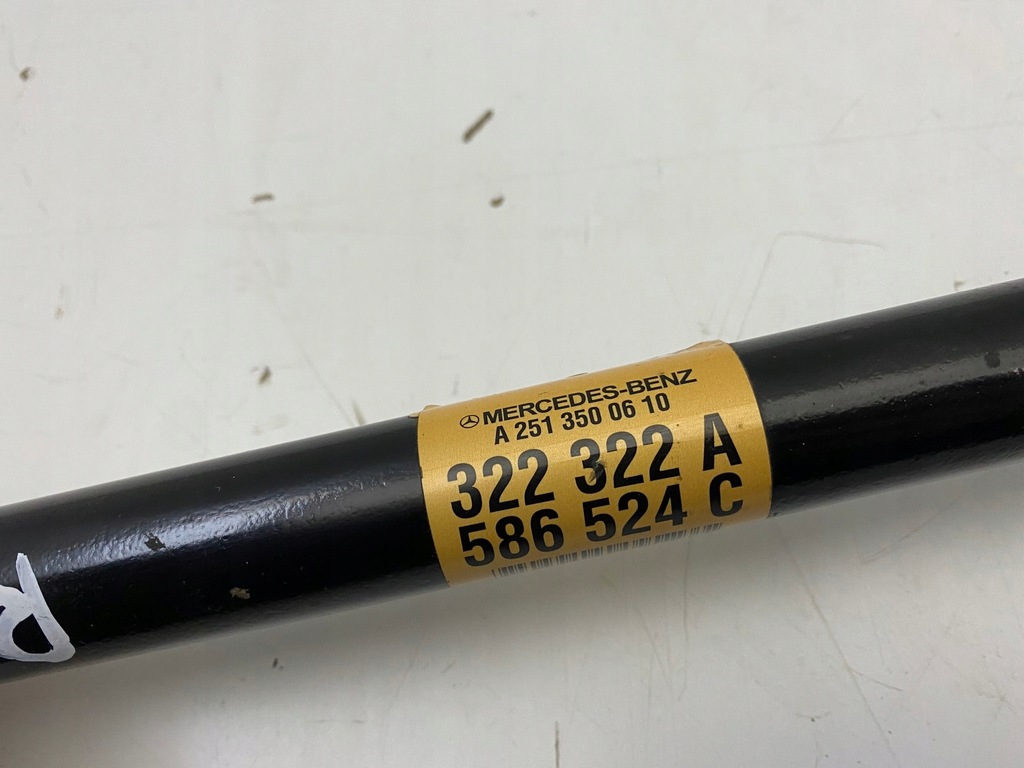 MERCEDES-BENZ
A 251 350 06 10
322 322 A
586 524 C